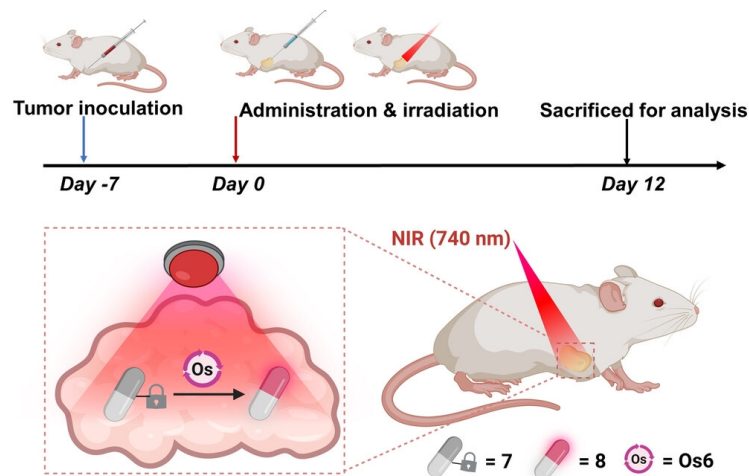 Tumor inoculation
Administration & irradiation
Sacrificed for analysis
Day -7
Day 0
Day 12
NIR (740 nm)
Os
= 7
= 8
Os = Os6